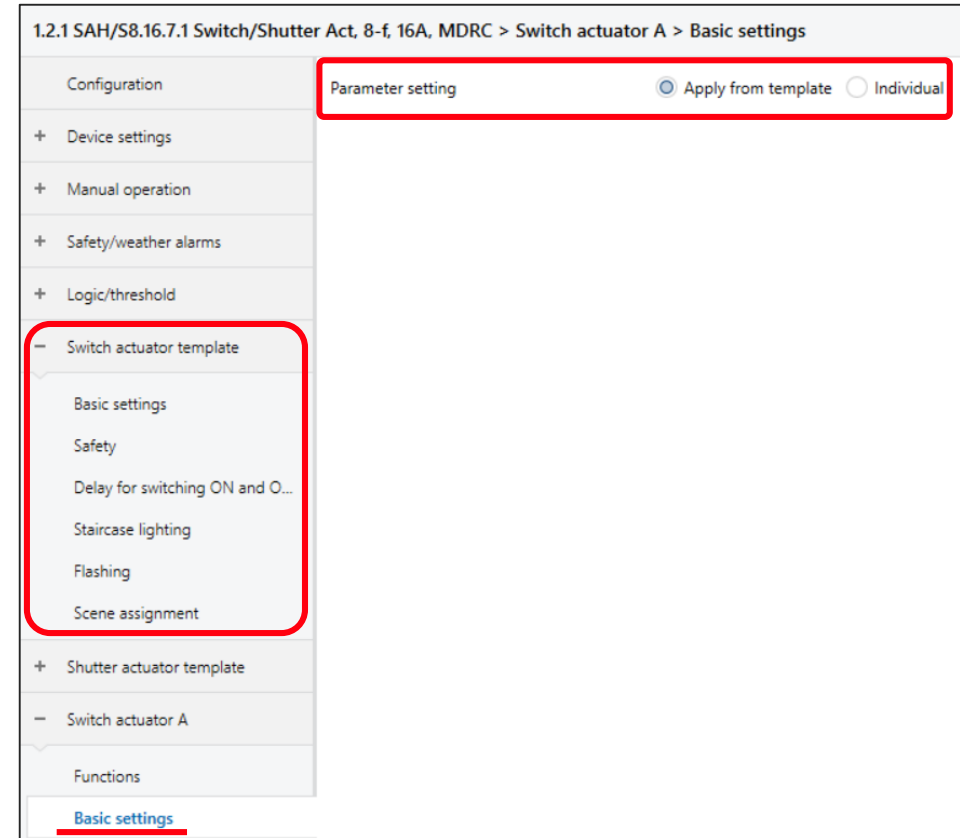 1.2.1 SAH/S8.16.7.1 Switch/Shutter Act, 8-f, 16A, MDRC > Switch actuator A > Basic settings
Configuration
Parameter setting Apply from template Individual
+ Device settings
+ Manual operation
+ Safety/weather alarms
+ Logic/threshold
− Switch actuator template
Basic settings
Safety
Delay for switching ON and O...
Staircase lighting
Flashing
Scene assignment
+ Shutter actuator template
− Switch actuator A
Functions
Basic settings